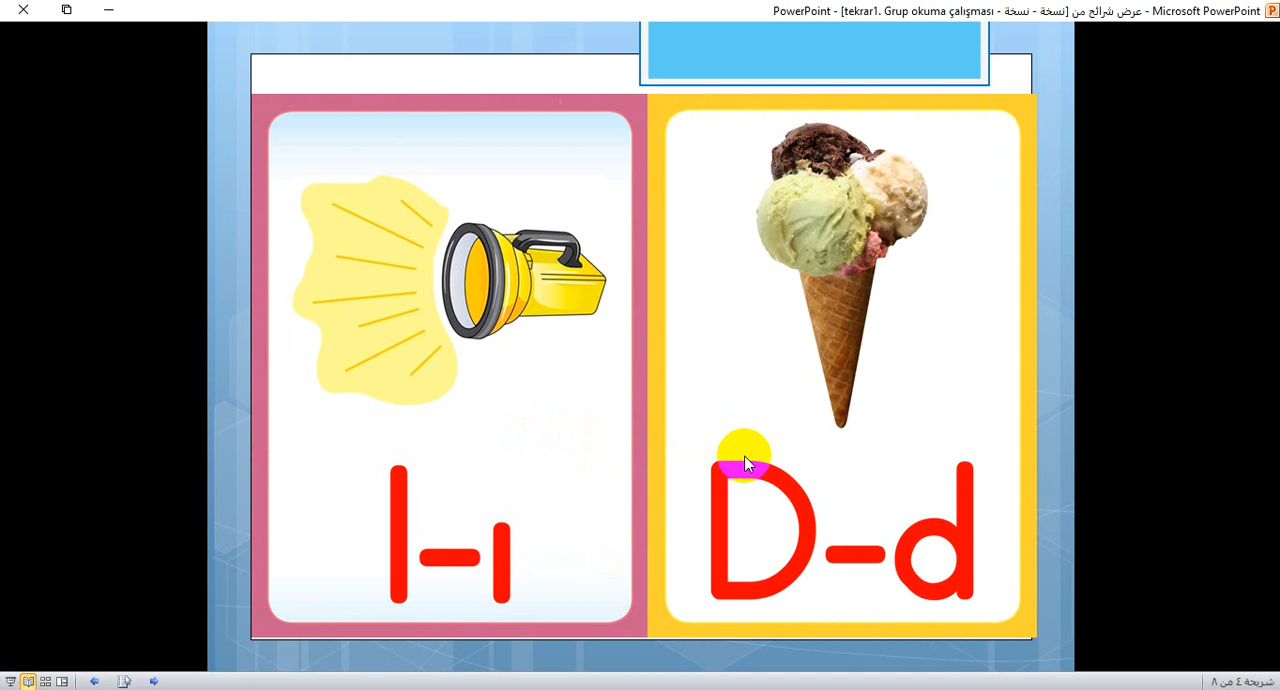 PowerPoint - [tekrar1. Grup okuma çalışması - نسخة - نسخة] عرض شرائح من - Microsoft PowerPoint
I-ı
D-d
شريحة ٤ من ٨